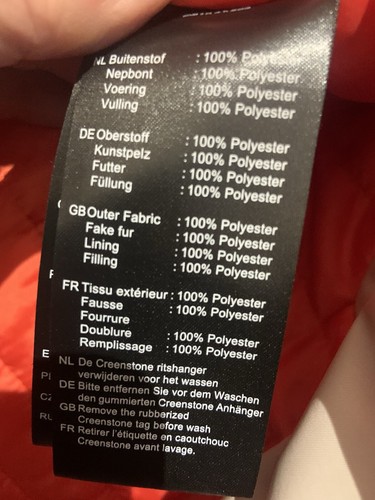 NL Buitenstof : 100% Polyester
Nepbont : 100% Polyester
Voering : 100% Polyester
Vulling : 100% Polyester
DE Oberstoff : 100% Polyester
Kunstpelz : 100% Polyester
Futter : 100% Polyester
Füllung : 100% Polyester
GB Outer Fabric : 100% Polyester
Fake fur : 100% Polyester
Lining : 100% Polyester
Filling : 100% Polyester
FR Tissu extérieur : 100% Polyester
Fausse : 100% Polyester
Fourrure
Doublure : 100% Polyester
Remplissage : 100% Polyester
NL De Creenstone ritshanger
verwijderen voor het wassen
DE Bitte entfernen Sie vor dem Waschen
den gummierten Creenstone Anhänger
GB Remove the rubberized
Creenstone tag before wash
FR Retirer l'étiquette en caoutchouc
Creenstone avant lavage.